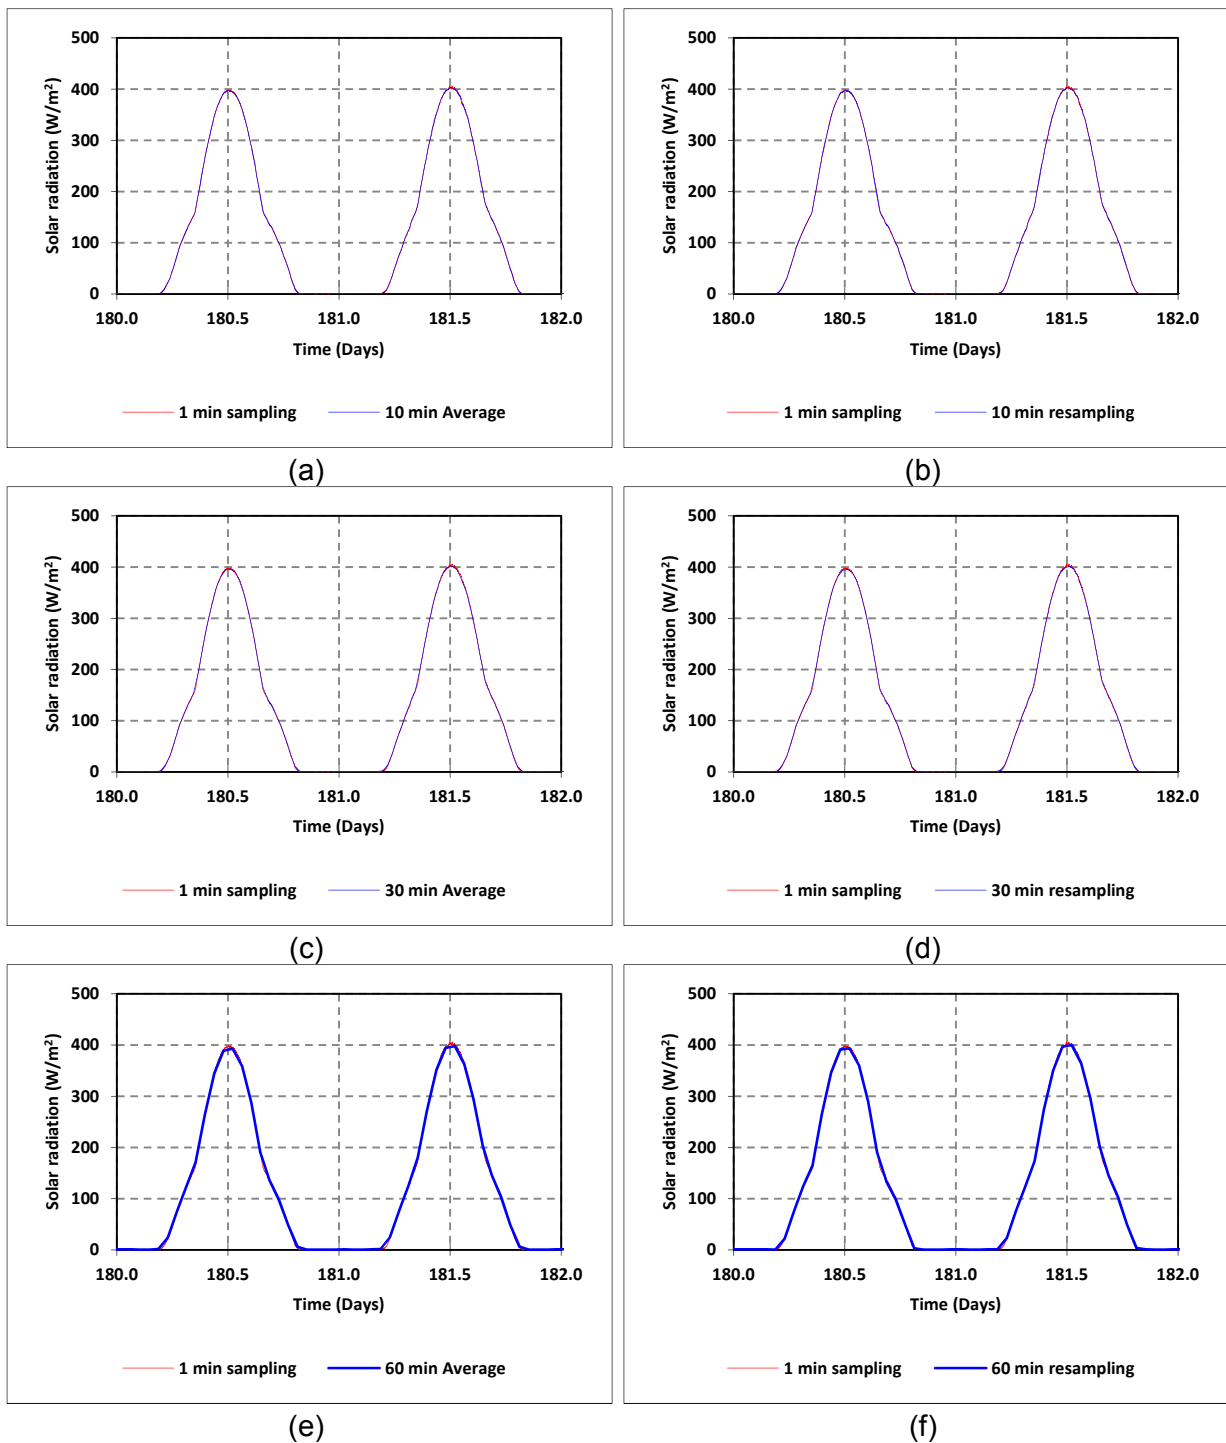 500
400
300
200
100
0
Solar radiation (W/m²)
180.0 180.5 181.0 181.5 182.0
Time (Days)
1 min sampling 10 min Average
(a)
500
400
300
200
100
0
Solar radiation (W/m²)
180.0 180.5 181.0 181.5 182.0
Time (Days)
1 min sampling 10 min resampling
(b)
500
400
300
200
100
0
Solar radiation (W/m²)
180.0 180.5 181.0 181.5 182.0
Time (Days)
1 min sampling 30 min Average
(c)
500
400
300
200
100
0
Solar radiation (W/m²)
180.0 180.5 181.0 181.5 182.0
Time (Days)
1 min sampling 30 min resampling
(d)
500
400
300
200
100
0
Solar radiation (W/m²)
180.0 180.5 181.0 181.5 182.0
Time (Days)
1 min sampling 60 min Average
(e)
500
400
300
200
100
0
Solar radiation (W/m²)
180.0 180.5 181.0 181.5 182.0
Time (Days)
1 min sampling 60 min resampling
(f)